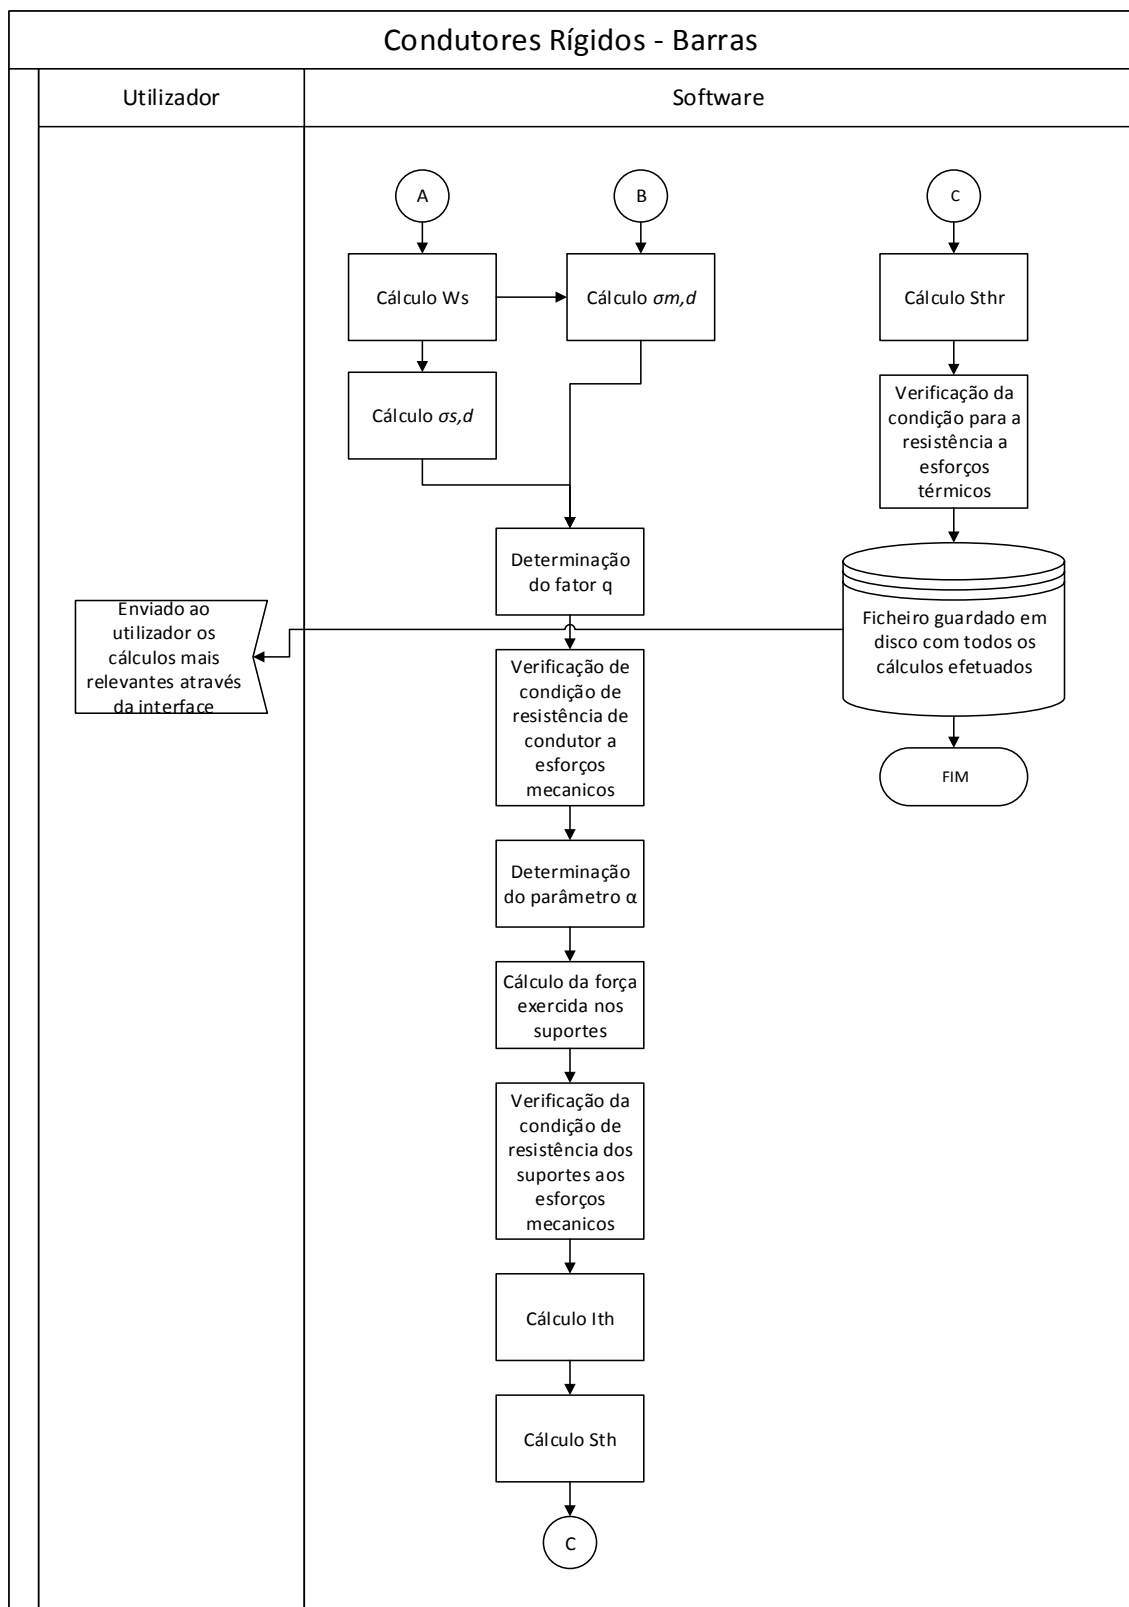 Condutores Rígidos - Barras
Utilizador
Software
A
B
C
Cálculo Ws
Cálculo σm,d
Cálculo Sthr
Cálculo σs,d
Verificação da
condição para a
resistência a
esforços
térmicos
Determinação
do fator q
Ficheiro guardado em
disco com todos os
cálculos efetuados
Enviado ao
utilizador os
cálculos mais
relevantes através
da interface
Verificação de
condição de
resistência de
condutor a
esforços
mecanicos
FIM
Determinação
do parâmetro α
Cálculo da força
exercida nos
suportes
Verificação da
condição de
resistência dos
suportes aos
esforços
mecanicos
Cálculo Ith
Cálculo Sth
C